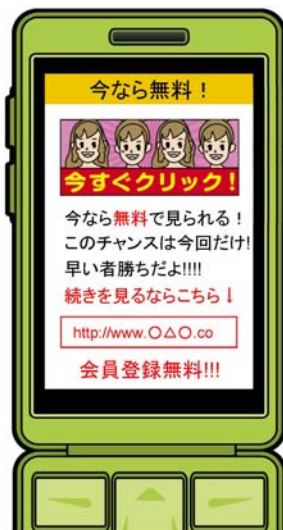 今なら無料！
今すぐクリック！
今なら無料で見られる！
このチャンスは今回だけ!
早い者勝ちだよ!!!!
続きを見るならこちら↓
http://www.〇△〇.co
会員登録無料!!!